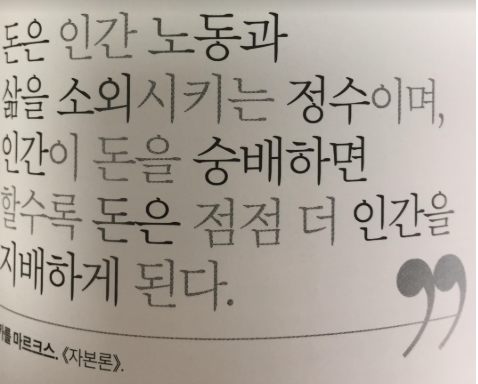 돈은 인간 노동과
삶을 소외시키는 정수이며,
인간이 돈을 숭배하면
할수록 돈은 점점 더 인간을
지배하게 된다.
”
카를 마르크스. 《자본론》.